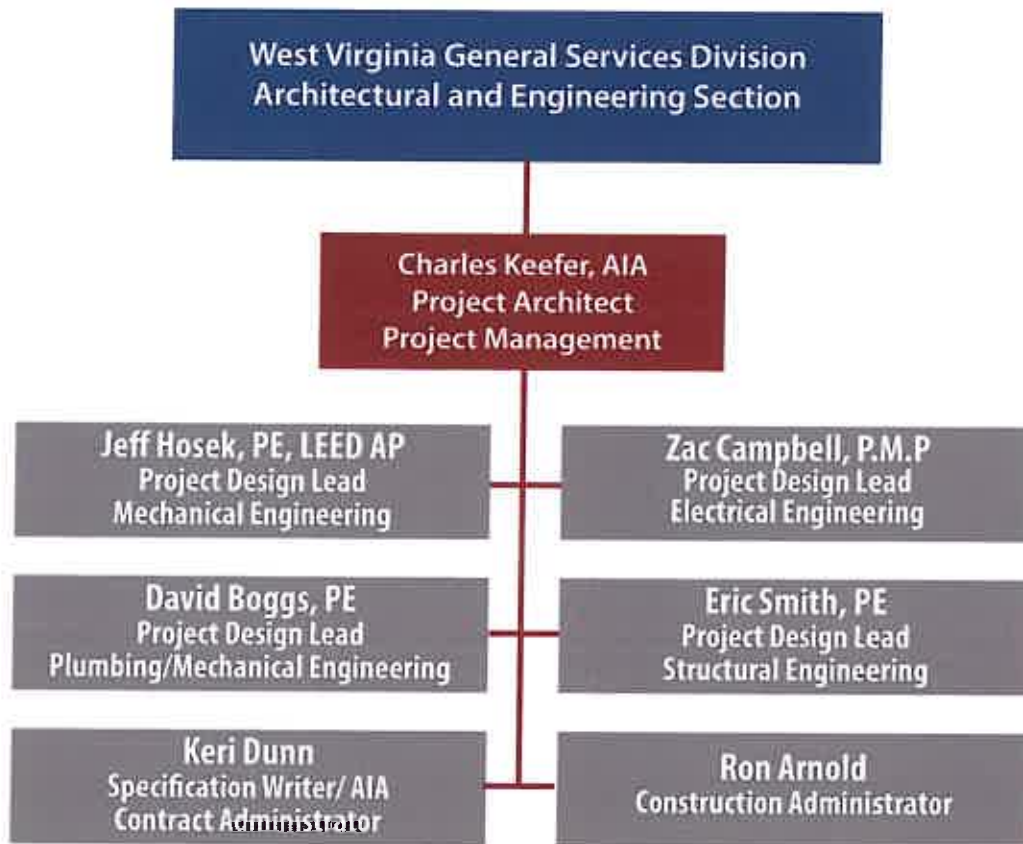 West Virginia General Services Division
Architectural and Engineering Section
Charles Keefer, AIA
Project Architect
Project Management
Jeff Hosek, PE, LEED AP
Project Design Lead
Mechanical Engineering
Zac Campbell, P.M.P
Project Design Lead
Electrical Engineering
David Boggs, PE
Project Design Lead
Plumbing/Mechanical Engineering
Eric Smith, PE
Project Design Lead
Structural Engineering
Keri Dunn
Specification Writer/ AIA
Contract Administrator
Ron Arnold
Construction Administrator